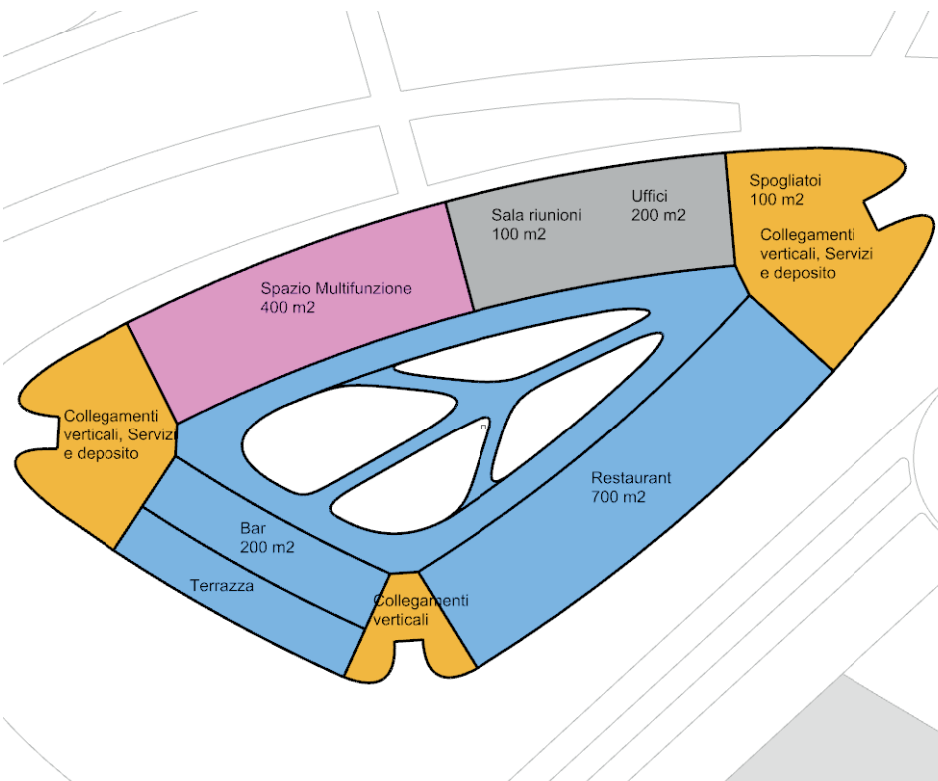 Spogliatoi
100 m2
Uffici
200 m2
Sala riunioni
100 m2
Collegamenti
verticali, Servizi
e deposito
Spazio Multifunzione
400 m2
Collegamenti
verticali, Servizi
e deposito
Restaurant
700 m2
Bar
200 m2
Terrazza
Collegamenti
verticali